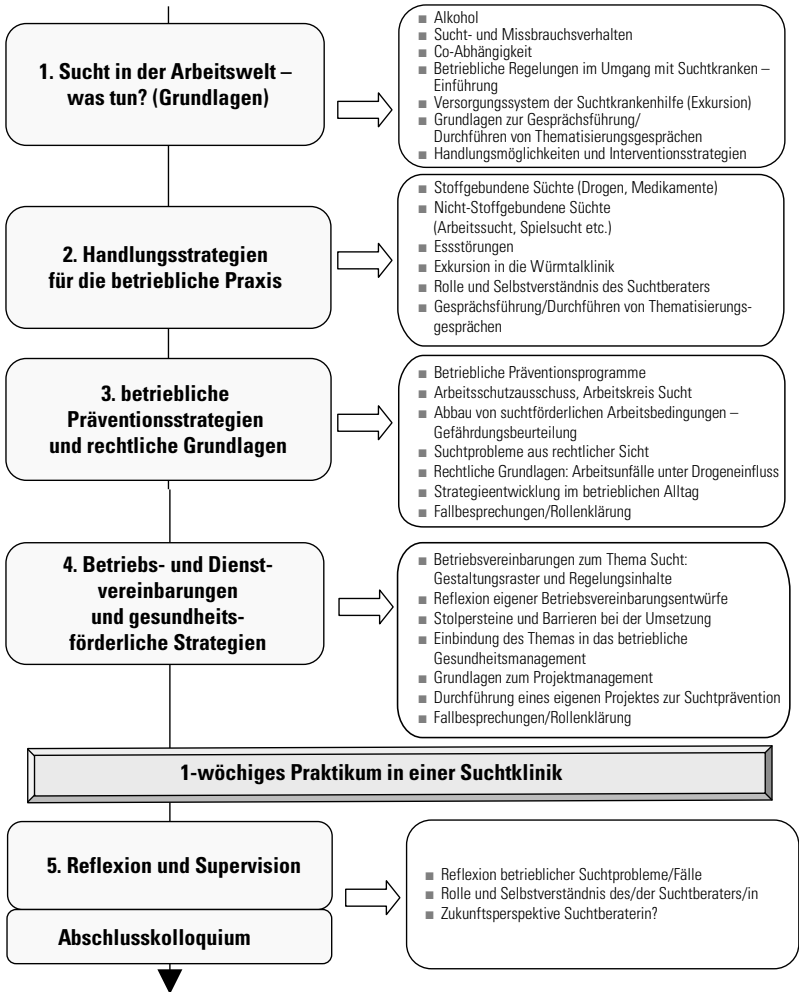 1. Sucht in der Arbeitswelt –
was tun? (Grundlagen)
■ Alkohol
■ Sucht- und Missbrauchsverhalten
■ Co-Abhängigkeit
■ Betriebliche Regelungen im Umgang mit Suchtkranken –
Einführung
■ Versorgungssystem der Suchtkrankenhilfe (Exkursion)
■ Grundlagen zur Gesprächsführung/
Durchführen von Thematisierungsgesprächen
■ Handlungsmöglichkeiten und Interventionsstrategien
2. Handlungsstrategien
für die betriebliche Praxis
■ Stoffgebundene Süchte (Drogen, Medikamente)
■ Nicht-Stoffgebundene Süchte
(Arbeitssucht, Spielsucht etc.)
■ Essstörungen
■ Exkursion in die Würmtalklinik
■ Rolle und Selbstverständnis des Suchtberaters
■ Gesprächsführung/Durchführen von Thematisierungs-
gesprächen
3. betriebliche
Präventionsstrategien
und rechtliche Grundlagen
■ Betriebliche Präventionsprogramme
■ Arbeitsschutzausschuss, Arbeitskreis Sucht
■ Abbau von suchtförderlichen Arbeitsbedingungen –
Gefährdungsbeurteilung
■ Suchtprobleme aus rechtlicher Sicht
■ Rechtliche Grundlagen: Arbeitsunfälle unter Drogeneinfluss
■ Strategieentwicklung im betrieblichen Alltag
■ Fallbesprechungen/Rollenklärung
4. Betriebs- und Dienst-
vereinbarungen
und gesundheits-
förderliche Strategien
■ Betriebsvereinbarungen zum Thema Sucht:
Gestaltungsraster und Regelungsinhalte
■ Reflexion eigener Betriebsvereinbarungsentwürfe
■ Stolpersteine und Barrieren bei der Umsetzung
■ Einbindung des Themas in das betriebliche
Gesundheitsmanagement
■ Grundlagen zum Projektmanagement
■ Durchführung eines eigenen Projektes zur Suchtprävention
■ Fallbesprechungen/Rollenklärung
1-wöchiges Praktikum in einer Suchtklinik
5. Reflexion und Supervision
Abschlusskolloquium
■ Reflexion betrieblicher Suchtprobleme/Fälle
■ Rolle und Selbstverständnis des/der Suchtberaters/in
■ Zukunftsperspektive Suchtberaterin?